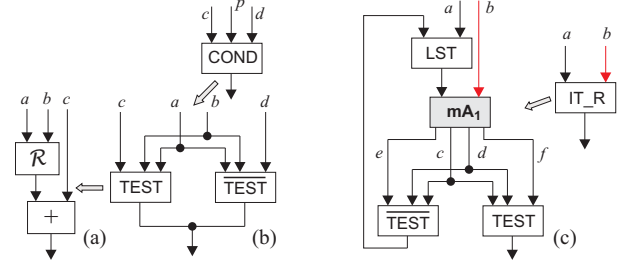 c p d
COND
a b c
c a b d
R
TEST TEST
+
(a) (b)
a b
LST
mA1
a b
IT_R
e c d f
TEST TEST
(c)